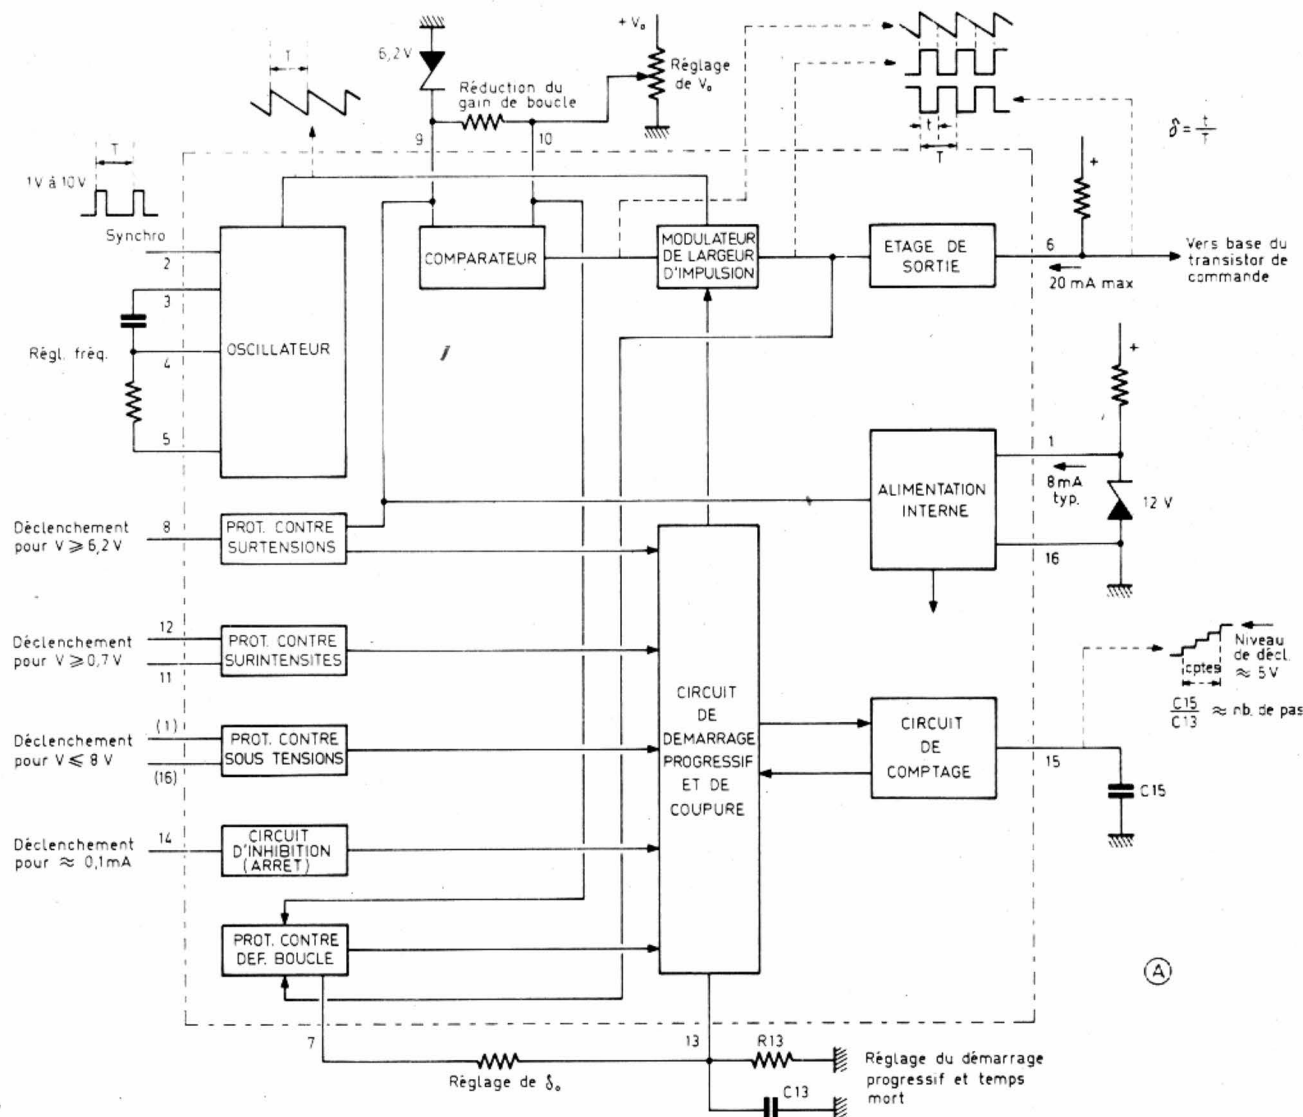 + V₀
6,2 V
Réglage
de V₀
Réduction du
gain de boucle
T
9
10
t
T
δ = t/T
T
1V à 10V
Synchro
2
3
Régl. fréq.
4
5
OSCILLATEUR
COMPARATEUR
MODULATEUR
DE LARGEUR
D'IMPULSION
ETAGE DE
SORTIE
6
20 mA max
+
Vers base du
transistor de
commande
+
ALIMENTATION
INTERNE
1
8 mA
typ.
12 V
16
Déclenchement
pour V ⩾ 6,2 V
8
PROT. CONTRE
SURTENSIONS
Déclenchement
pour V ⩾ 0,7 V
12
11
PROT. CONTRE
SURINTENSITES
Déclenchement
pour V ⩽ 8 V
(1)
(16)
PROT. CONTRE
SOUS TENSIONS
Déclenchement
pour ≈ 0,1mA
14
CIRCUIT
D'INHIBITION
(ARRET)
PROT. CONTRE
DEF. BOUCLE
CIRCUIT
DE
DEMARRAGE
PROGRESSIF
ET DE
COUPURE
CIRCUIT
DE
COMPTAGE
15
C15
cptes
Niveau
de décl.
≈ 5V
C15/C13 ≈ nb. de pas
A
7
Réglage de δ₀
13
R13
C13
Réglage du démarrage
progressif et temps
mort